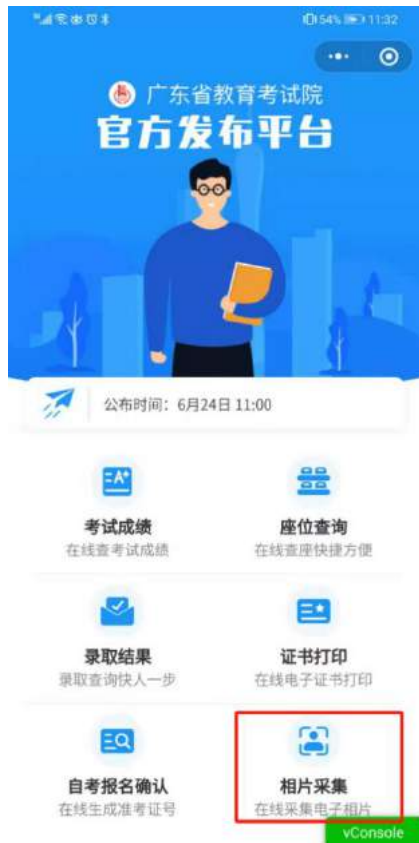 54% 11:32
广东省教育考试院
官方发布平台
公布时间：6月24日 11:00
考试成绩
在线查考试成绩
座位查询
在线查座快捷方便
录取结果
录取查询快人一步
证书打印
在线电子证书打印
自考报名确认
在线生成准考证号
相片采集
在线采集电子相片
vConsole